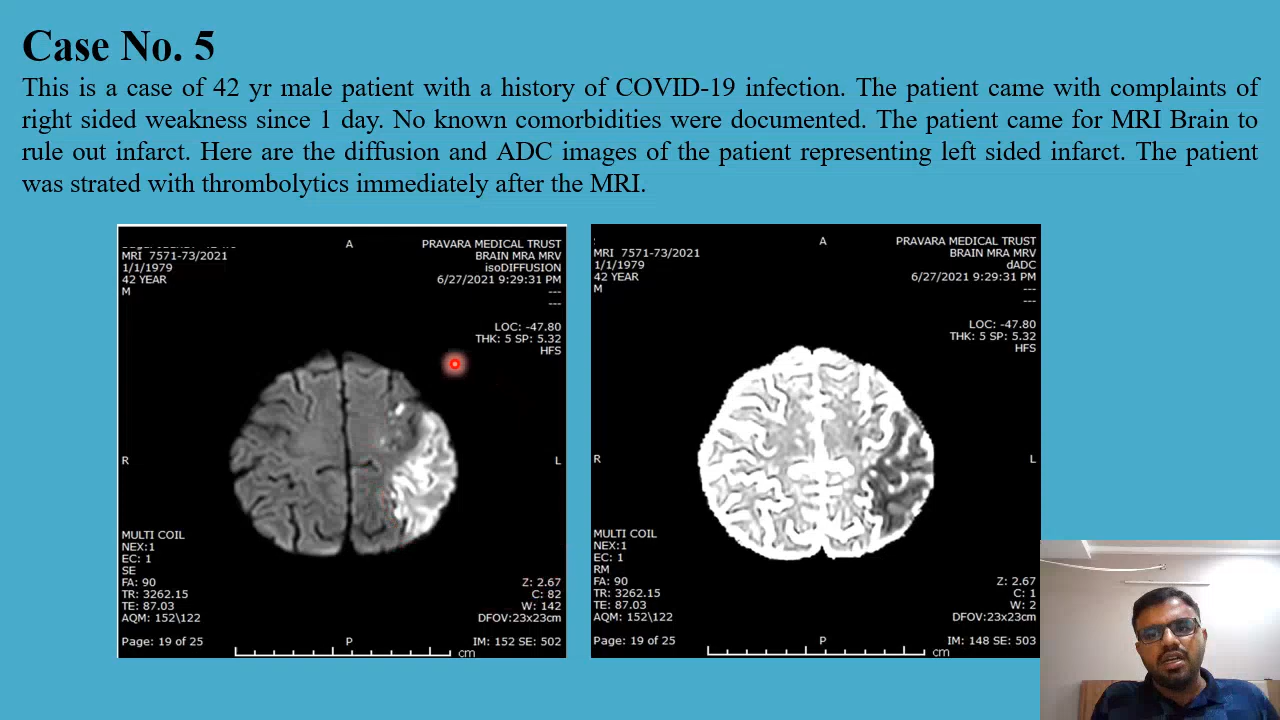 Case No. 5
This is a case of 42 yr male patient with a history of COVID-19 infection. The patient came with complaints of
right sided weakness since 1 day. No known comorbidities were documented. The patient came for MRI Brain to
rule out infarct. Here are the diffusion and ADC images of the patient representing left sided infarct. The patient
was strated with thrombolytics immediately after the MRI.
A
PRAVARA MEDICAL TRUST
MRI 7571-73/2021
BRAIN MRA MRV
1/1/1979
isoDIFFUSION
42 YEAR
6/27/2021 9:29:31 PM
M
---
---
LOC: -47.80
THK: 5 SP: 5.32
HFS
R
L
MULTI COIL
NEX:1
EC: 1
SE
FA: 90
Z: 2.67
TR: 3262.15
C: 82
TE: 87.03
W: 142
AQM: 152\122
DFOV:23x23cm
Page: 19 of 25
P
IM: 152 SE: 502
cm
:
A
PRAVARA MEDICAL TRUST
MRI 7571-73/2021
BRAIN MRA MRV
1/1/1979
dADC
42 YEAR
6/27/2021 9:29:31 PM
M
---
---
LOC: -47.80
THK: 5 SP: 5.32
HFS
R
L
MULTI COIL
NEX:1
EC: 1
RM
FA: 90
Z: 2.67
TR: 3262.15
C: 1
TE: 87.03
W: 2
AQM: 152\122
DFOV:23x23cm
Page: 19 of 25
P
IM: 148 SE: 503
cm